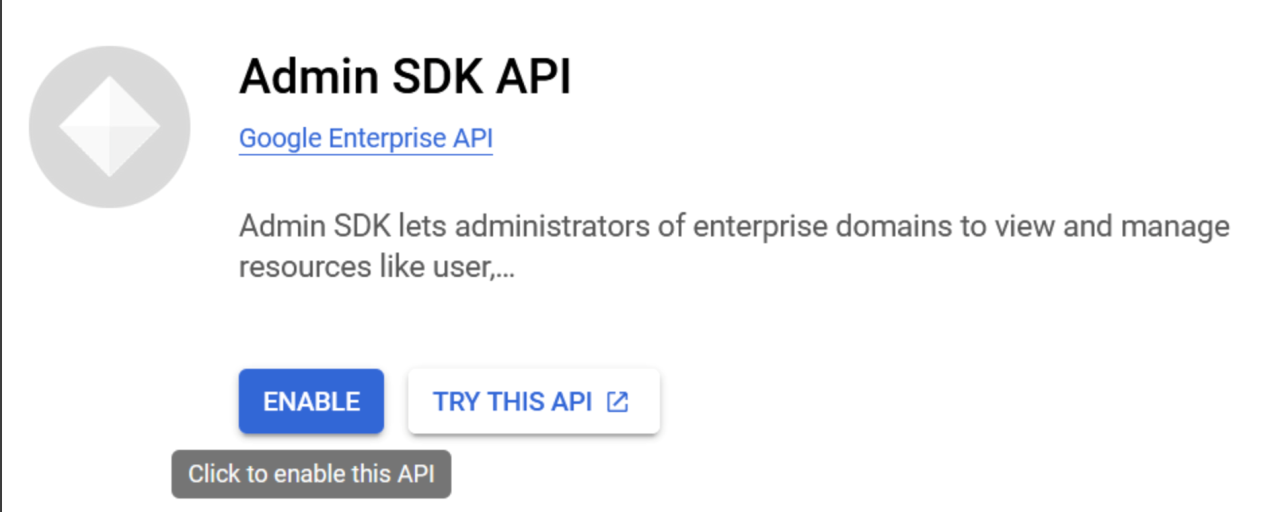 Admin SDK API
Google Enterprise API
Admin SDK lets administrators of enterprise domains to view and manage
resources like user,...
ENABLE
TRY THIS API
Click to enable this API